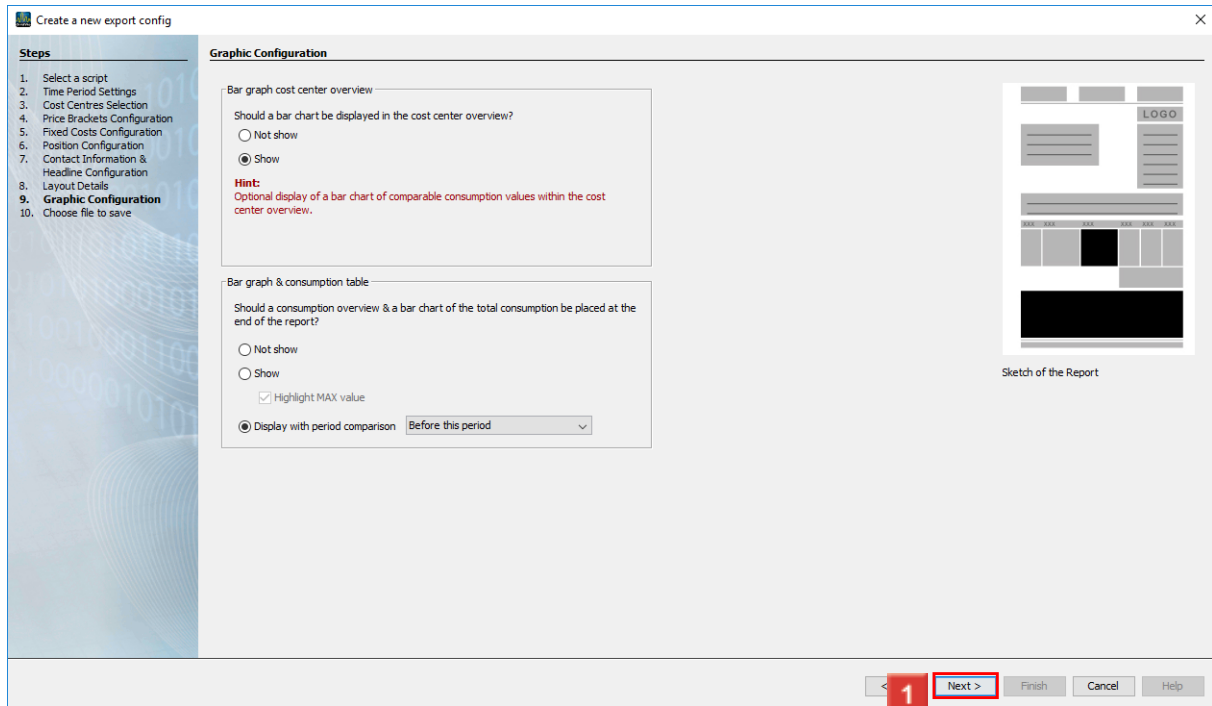 Create a new export config
Steps
1. Select a script
2. Time Period Settings
3. Cost Centres Selection
4. Price Brackets Configuration
5. Fixed Costs Configuration
6. Position Configuration
7. Contact Information &
Headline Configuration
8. Layout Details
9. Graphic Configuration
10. Choose file to save
Graphic Configuration
Bar graph cost center overview
Should a bar chart be displayed in the cost center overview?
Not show
Show
Hint:
Optional display of a bar chart of comparable consumption values within the cost
center overview.
Bar graph & consumption table
Should a consumption overview & a bar chart of the total consumption be placed at the
end of the report?
Not show
Show
Highlight MAX value
Display with period comparison Before this period
LOGO
XXX XXX XXX XXX XXX XXX
Sketch of the Report
< 1 Next > Finish Cancel Help